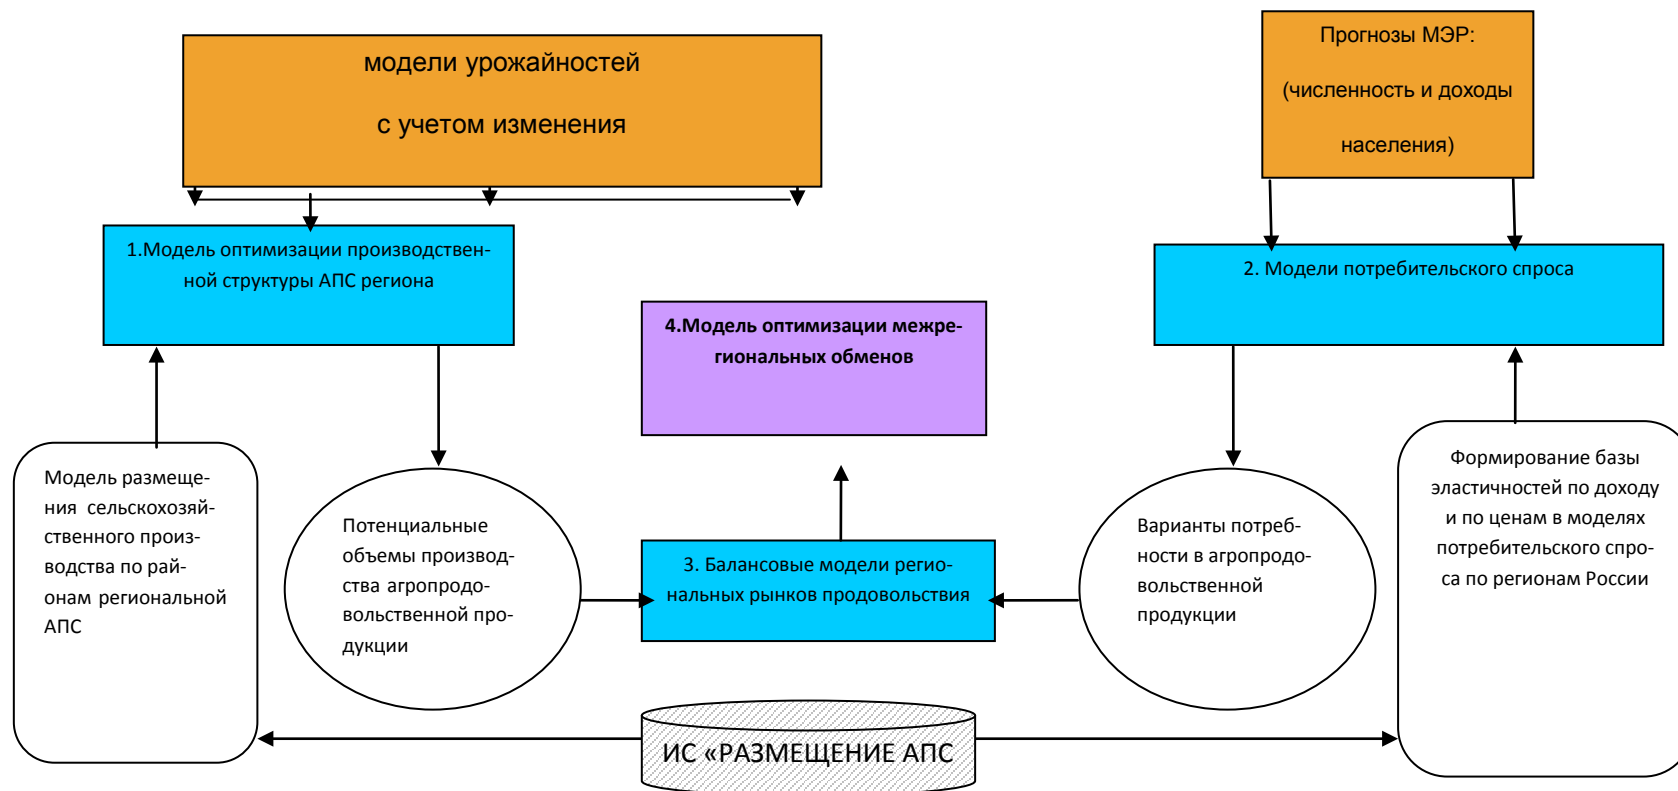 модели урожайностей
с учетом изменения
Прогнозы МЭР:
(численность и доходы
населения)
1.Модель оптимизации производствен-
ной структуры АПС региона
2. Модели потребительского спроса
4.Модель оптимизации межре-
гиональных обменов
Модель размеще-
ния сельскохозяй-
ственного произ-
водства по рай-
онам региональной
АПС
Потенциальные
объемы производ-
ства агропродо-
вольственной про-
дукции
3. Балансовые модели регио-
нальных рынков продовольствия
Варианты потреб-
ности в агропродо-
вольственной
продукции
Формирование базы
эластичностей по доходу
и по ценам в моделях
потребительского спро-
са по регионам России
ИС «РАЗМЕЩЕНИЕ АПС